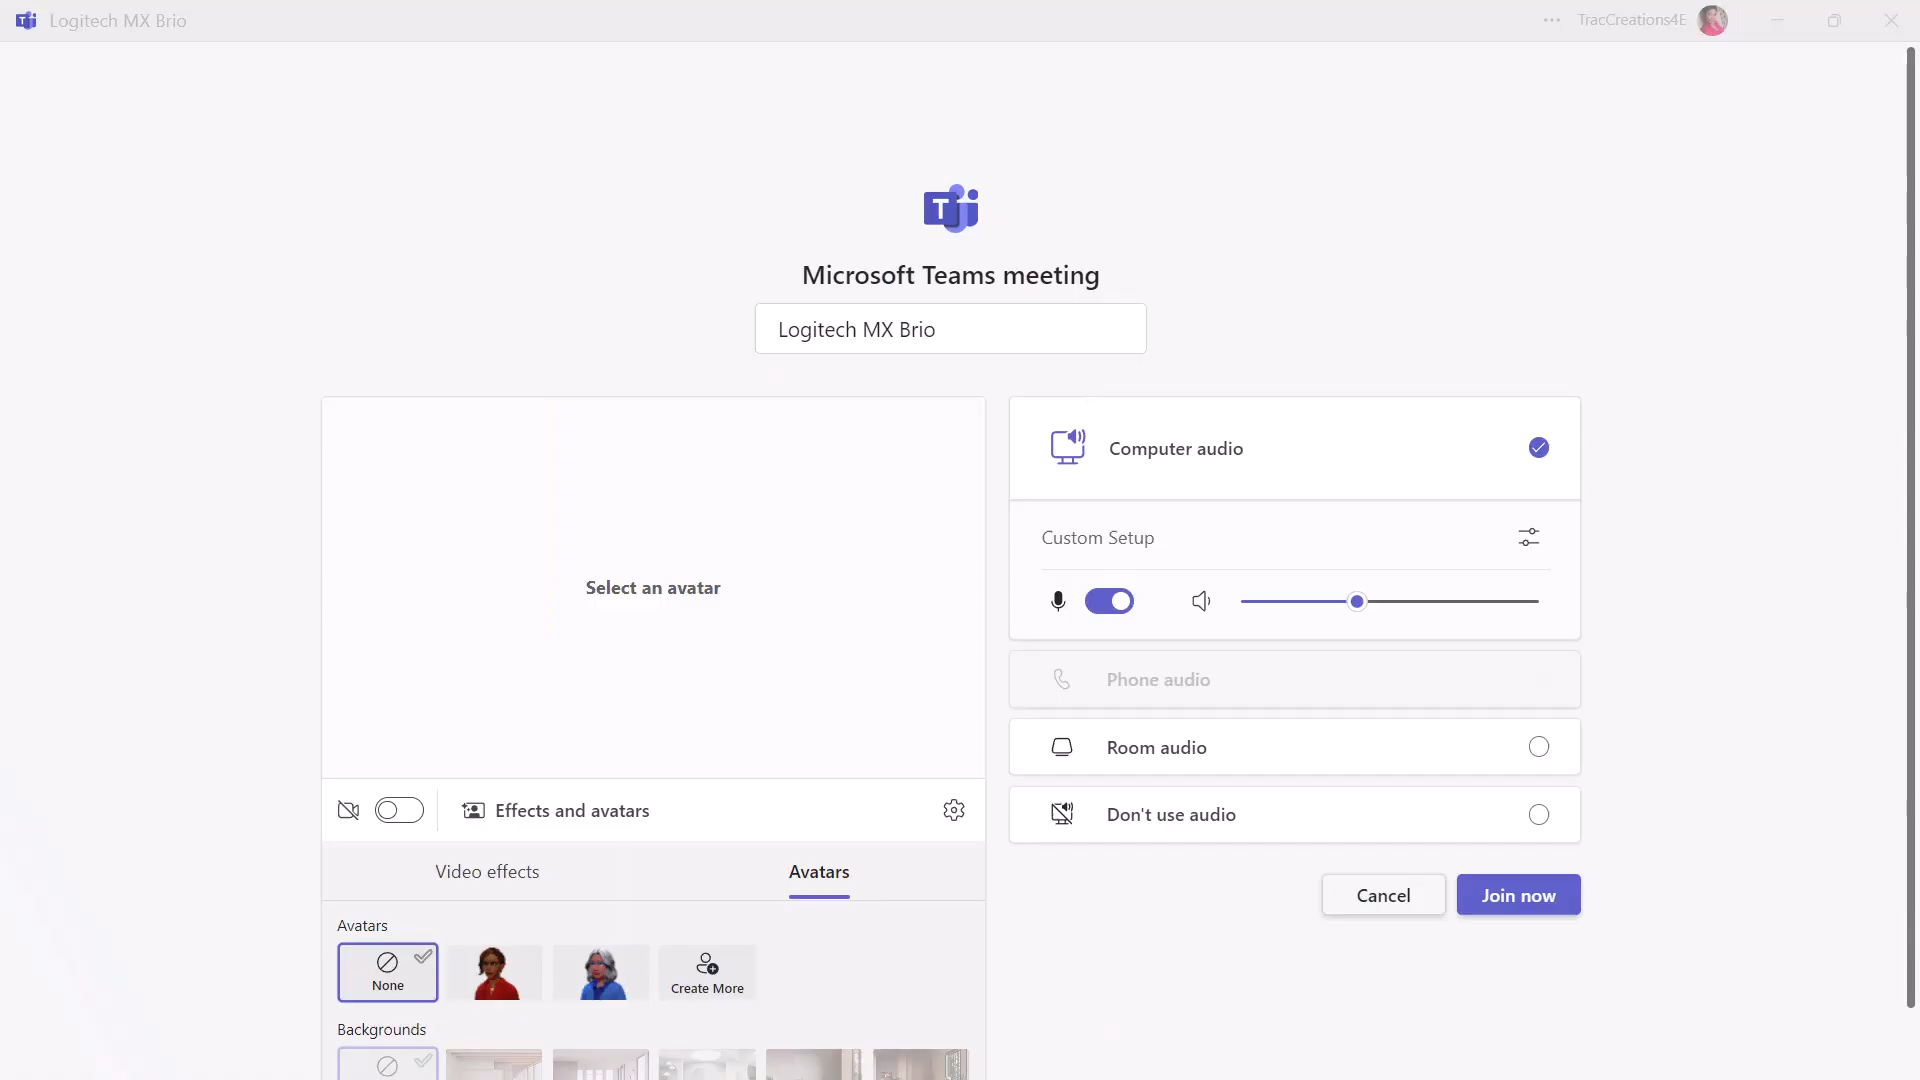 Logitech MX Brio
TracCreations4E
Microsoft Teams meeting
Logitech MX Brio
Select an avatar
Effects and avatars
Video effects
Avatars
Avatars
None
Create More
Backgrounds
Computer audio
Custom Setup
Phone audio
Room audio
Don't use audio
Cancel
Join now